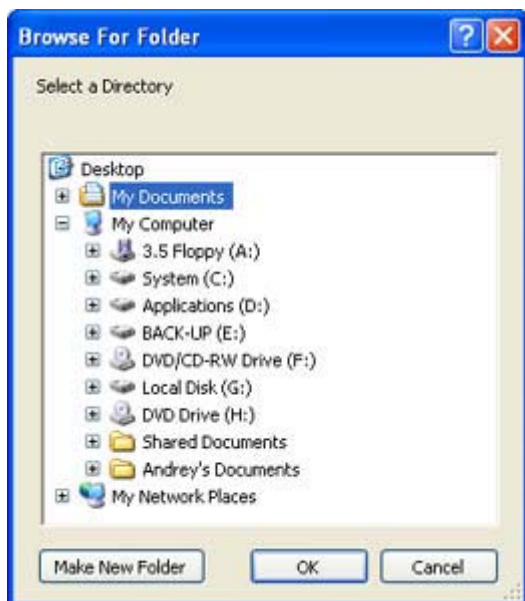 Browse For Folder
Select a Directory
Desktop
My Documents
My Computer
3.5 Floppy (A:)
System (C:)
Applications (D:)
BACK-UP (E:)
DVD/CD-RW Drive (F:)
Local Disk (G:)
DVD Drive (H:)
Shared Documents
Andrey's Documents
My Network Places
Make New Folder OK Cancel